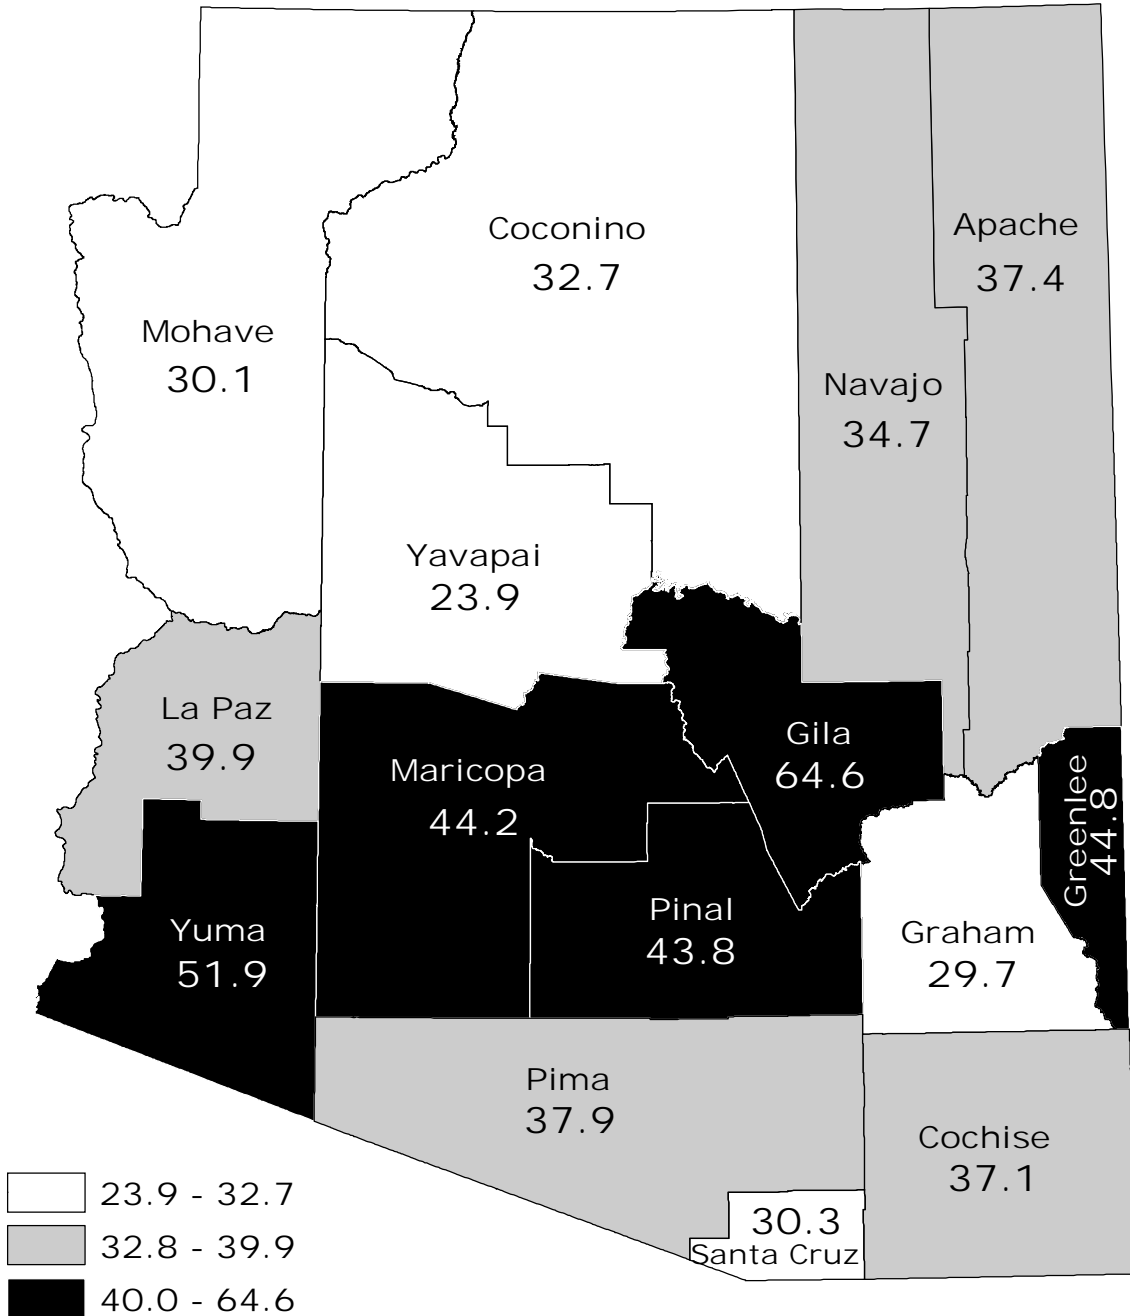 Coconino
32.7
Apache
37.4
Mohave
30.1
Navajo
34.7
Yavapai
23.9
La Paz
39.9
Maricopa
44.2
Gila
64.6
Greenlee
44.8
Yuma
51.9
Pinal
43.8
Graham
29.7
Pima
37.9
Cochise
37.1
30.3
Santa Cruz
23.9 - 32.7
32.8 - 39.9
40.0 - 64.6